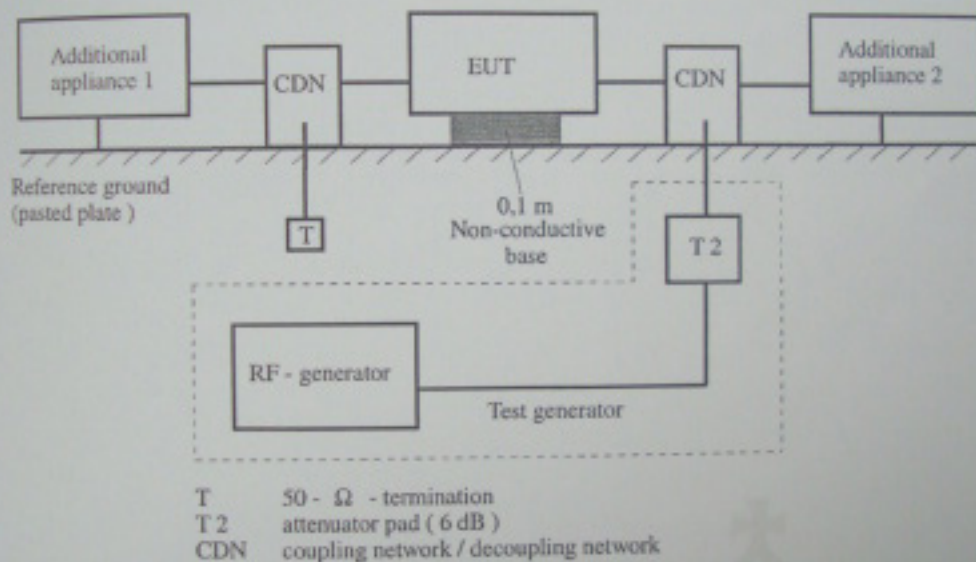 Additional
appliance 1
CDN
EUT
CDN
Additional
appliance 2
Reference ground
(pasted plate )
T
0,1 m
Non-conductive
base
T 2
RF - generator
Test generator
T 50 - Ω - termination
T 2 attenuator pad ( 6 dB )
CDN coupling network / decoupling network